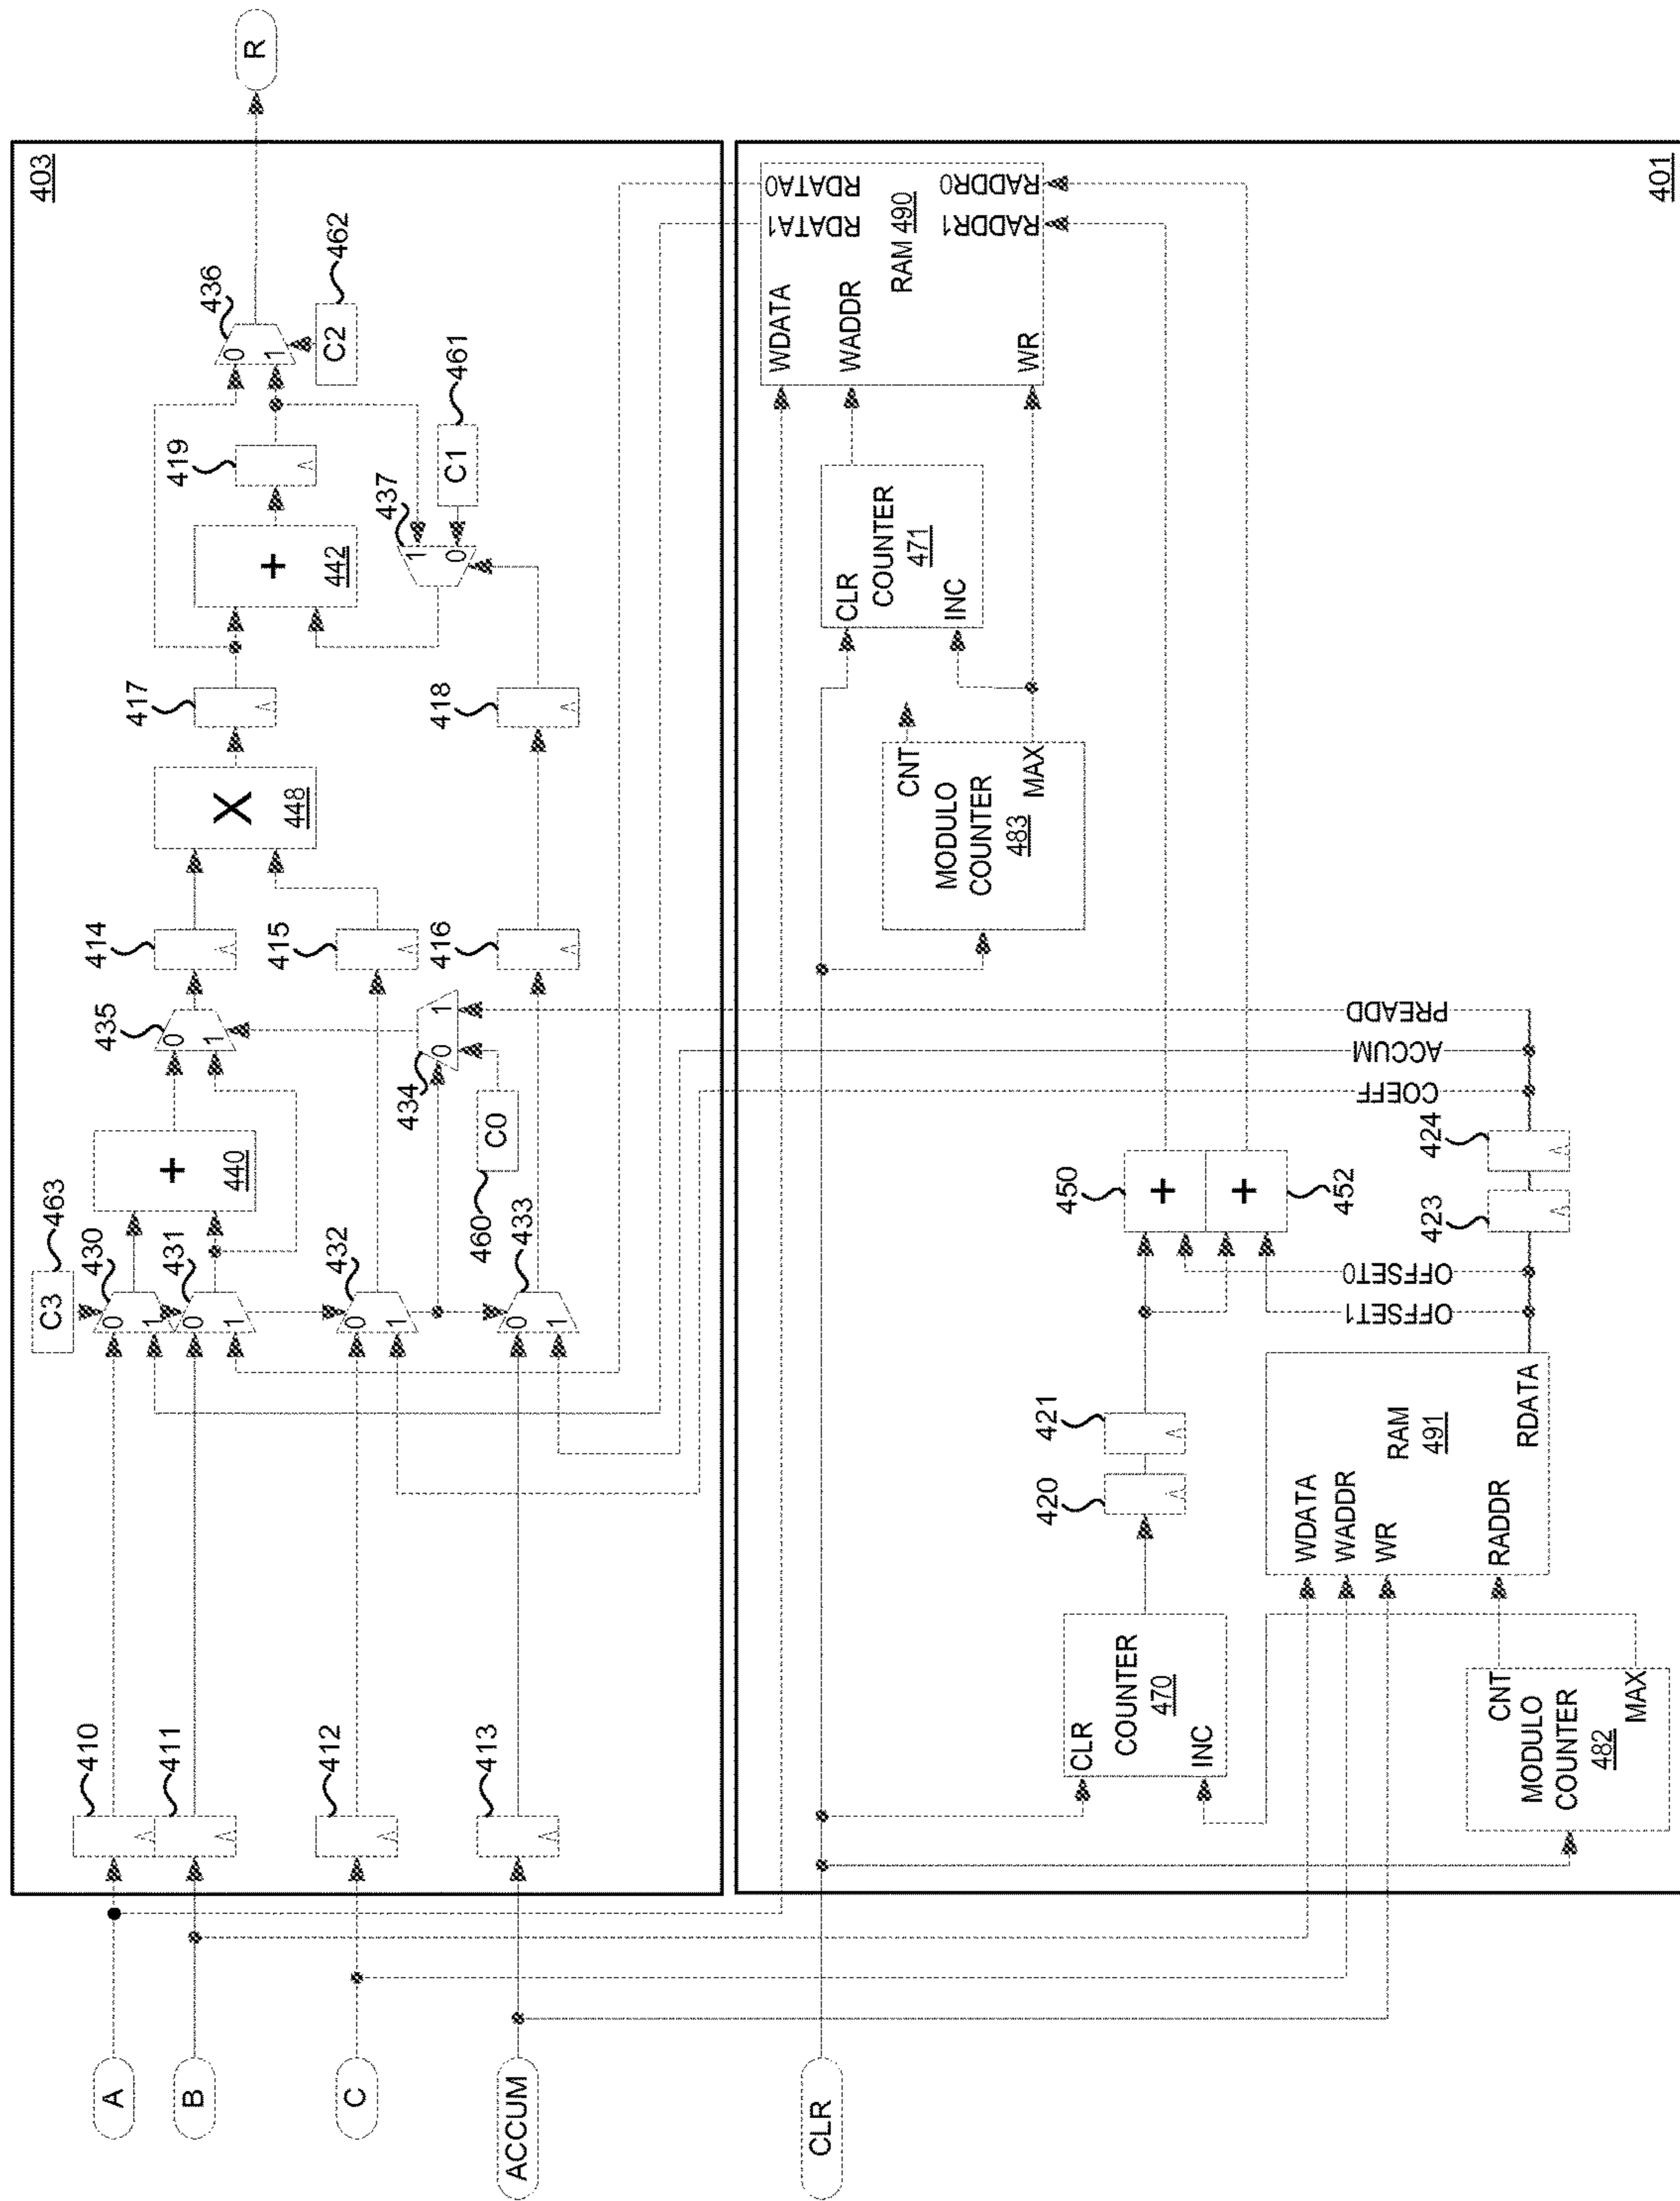 403
R
C3
463
430
431
440
435
414
448
417
442
419
436
C2
462
C1
461
437
418
416
415
434
C0
460
433
432
410
411
412
413
A
B
C
ACCUM
CLR
0
1
0
1
0
1
0
1
0
1
0
1
0
1
1
0
+
X
+
401
RDATA0
RDATA1
RAM 490
RADDR1
RADDR0
WDATA
WADDR
WR
CLR
COUNTER
471
INC
CNT
MODULO
COUNTER
483
MAX
PREADD
ACCUM
COEFF
424
423
450
+
+
452
OFFSET0
OFFSET1
421
420
RAM
491
RDATA
WDATA
WADDR
WR
RADDR
CLR
COUNTER
470
INC
CNT
MODULO
COUNTER
482
MAX